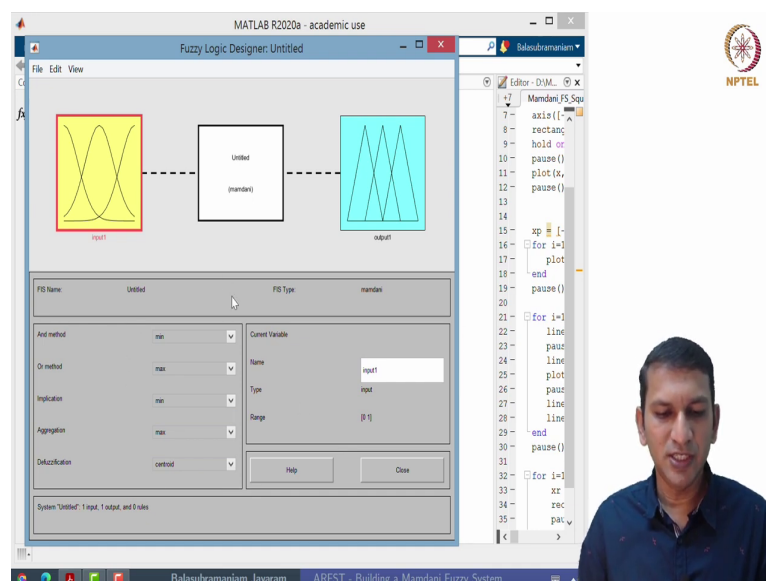 MATLAB R2020a - academic use
Fuzzy Logic Designer: Untitled
Balasubramaniam
File Edit View
Editor - D:\M...
+7 Mamdani_FS_Squ
NPTEL
fx
Untitled
(mamdani)
input1
output1
FIS Name: Untitled FIS Type: mamdani
And method min
Or method max
Implication min
Aggregation max
Defuzzification centroid
Current Variable
Name input1
Type input
Range [0 1]
Help Close
System "Untitled": 1 input, 1 output, and 0 rules
7 - axis([-
8 - rectang
9 - hold on
10 - pause()
11 - plot(x,
12 - pause()
13
14
15 - xp = [-
16 - for i=1
17 - plot
18 - end
19 - pause()
20
21 - for i=1
22 - line
23 - paus
24 - line
25 - plot
26 - paus
27 - line
28 - line
29 - end
30 - pause()
31
32 - for i=1
33 - xr
34 - rec
35 - pau
Balasubramaniam Jayaram AREST - Building a Mamdani Fuzzy System